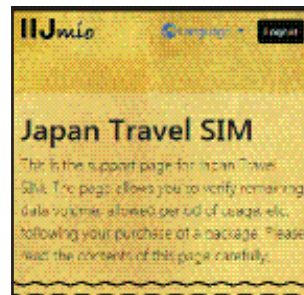 IIJmio Language Logout
Japan Travel SIM
This is the support page for Japan Travel
SIM. The page allows you to verify remaining
data volume, allowed period of usage, etc.
following your purchase of a package. Please
read the contents of this page carefully.